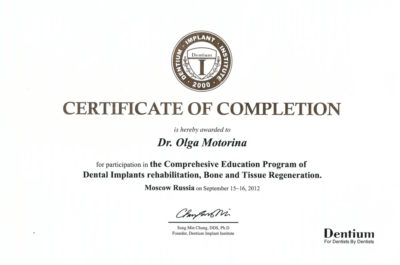 DENTIUM IMPLANT INSTITUTE
Dentium
I
2000
CERTIFICATE OF COMPLETION
is hereby awarded to
Dr. Olga Motorina
for participation in the Comprehesive Education Program of
Dental Implants rehabilitation, Bone and Tissue Regeneration.
Moscow Russia on September 15-16, 2012
Sung-Min Chung, DDS, Ph.D
Founder, Dentium Implant Institute
Dentium
For Dentists By Dentists